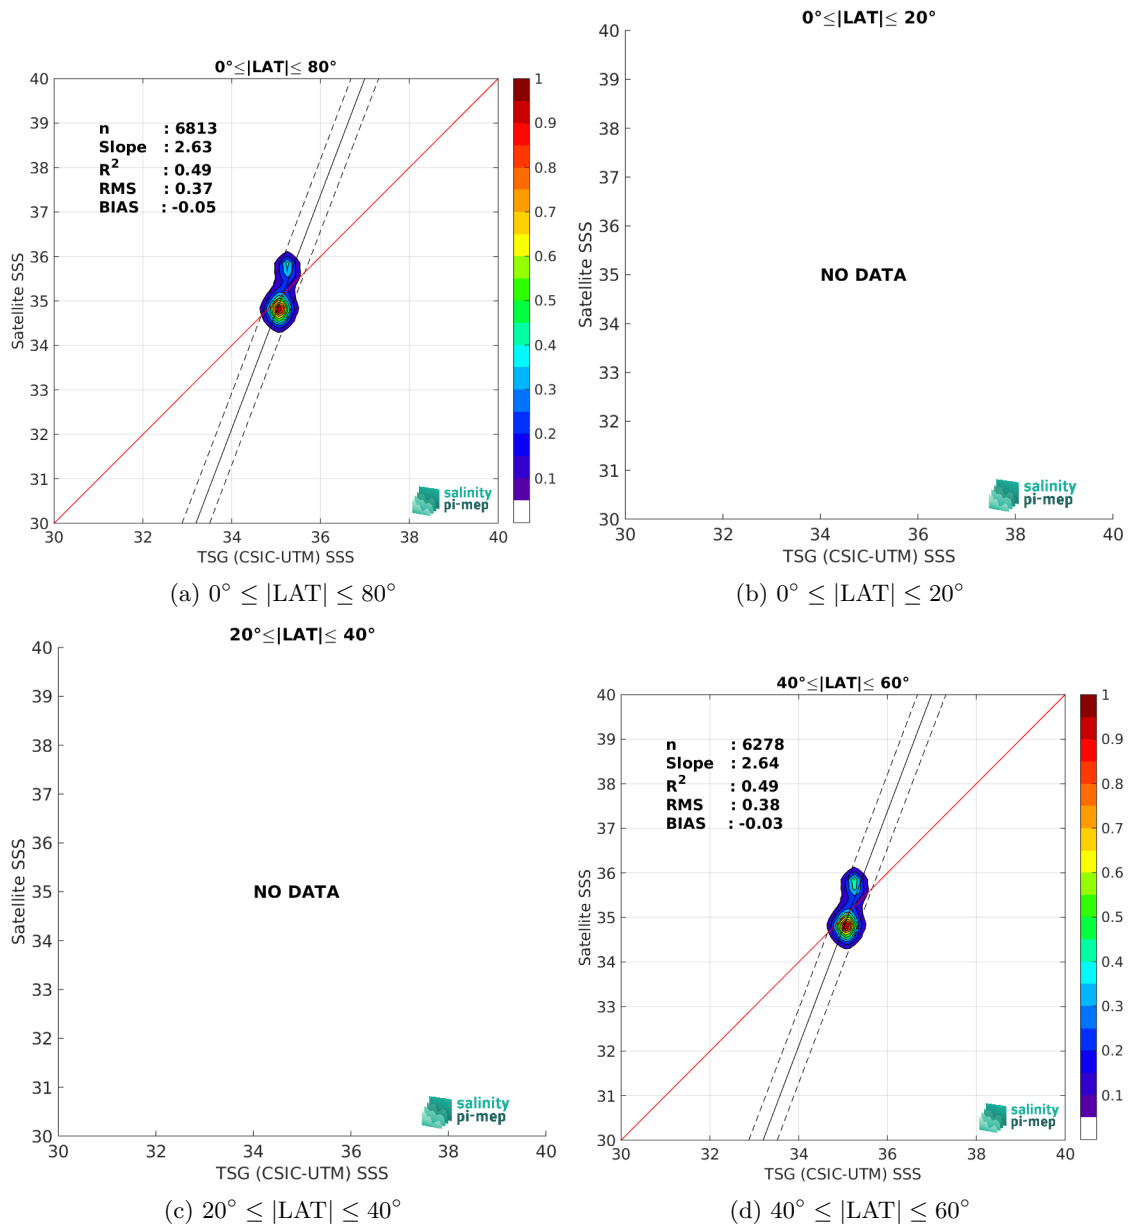 0°≤|LAT|≤ 80°
40
39
38
37
36
35
34
33
32
31
30
30 32 34 36 38 40
Satellite SSS
TSG (CSIC-UTM) SSS
n : 6813
Slope : 2.63
R² : 0.49
RMS : 0.37
BIAS : -0.05
1
0.9
0.8
0.7
0.6
0.5
0.4
0.3
0.2
0.1
salinity
pi-mep
(a) 0° ≤ |LAT| ≤ 80°
0°≤|LAT|≤ 20°
40
39
38
37
36
35
34
33
32
31
30
30 32 34 36 38 40
Satellite SSS
TSG (CSIC-UTM) SSS
NO DATA
salinity
pi-mep
(b) 0° ≤ |LAT| ≤ 20°
20°≤|LAT|≤ 40°
40
39
38
37
36
35
34
33
32
31
30
30 32 34 36 38 40
Satellite SSS
TSG (CSIC-UTM) SSS
NO DATA
salinity
pi-mep
(c) 20° ≤ |LAT| ≤ 40°
40°≤|LAT|≤ 60°
40
39
38
37
36
35
34
33
32
31
30
30 32 34 36 38 40
Satellite SSS
TSG (CSIC-UTM) SSS
n : 6278
Slope : 2.64
R² : 0.49
RMS : 0.38
BIAS : -0.03
1
0.9
0.8
0.7
0.6
0.5
0.4
0.3
0.2
0.1
salinity
pi-mep
(d) 40° ≤ |LAT| ≤ 60°